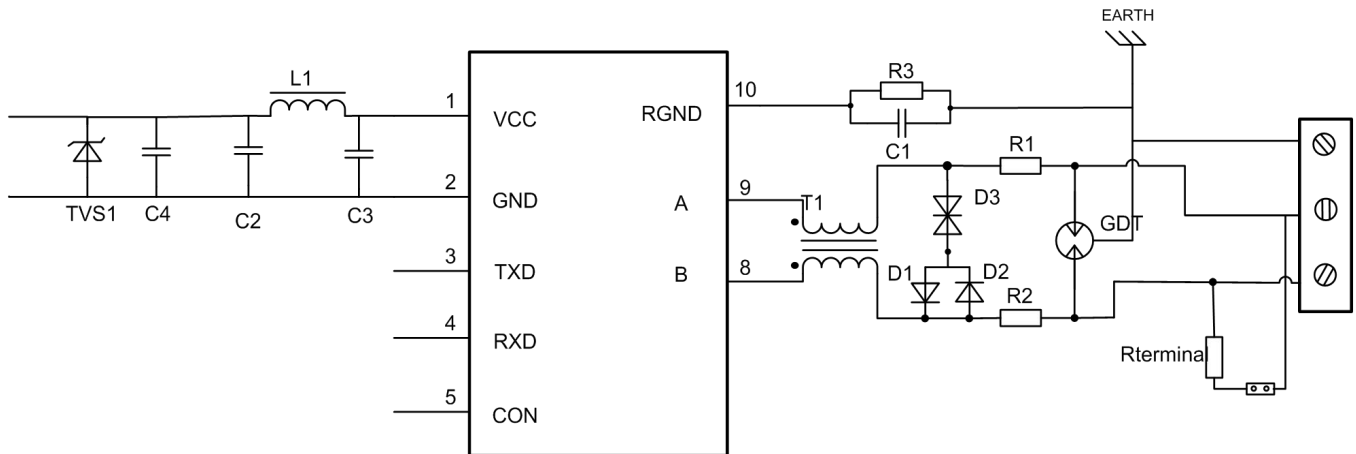 EARTH
L1
R3
1
10
VCC
RGND
C1
R1
2
9
TVS1
C4
C2
C3
GND
A
T1
D3
GDT
3
8
TXD
B
D1
D2
R2
4
RXD
Rterminal
5
CON